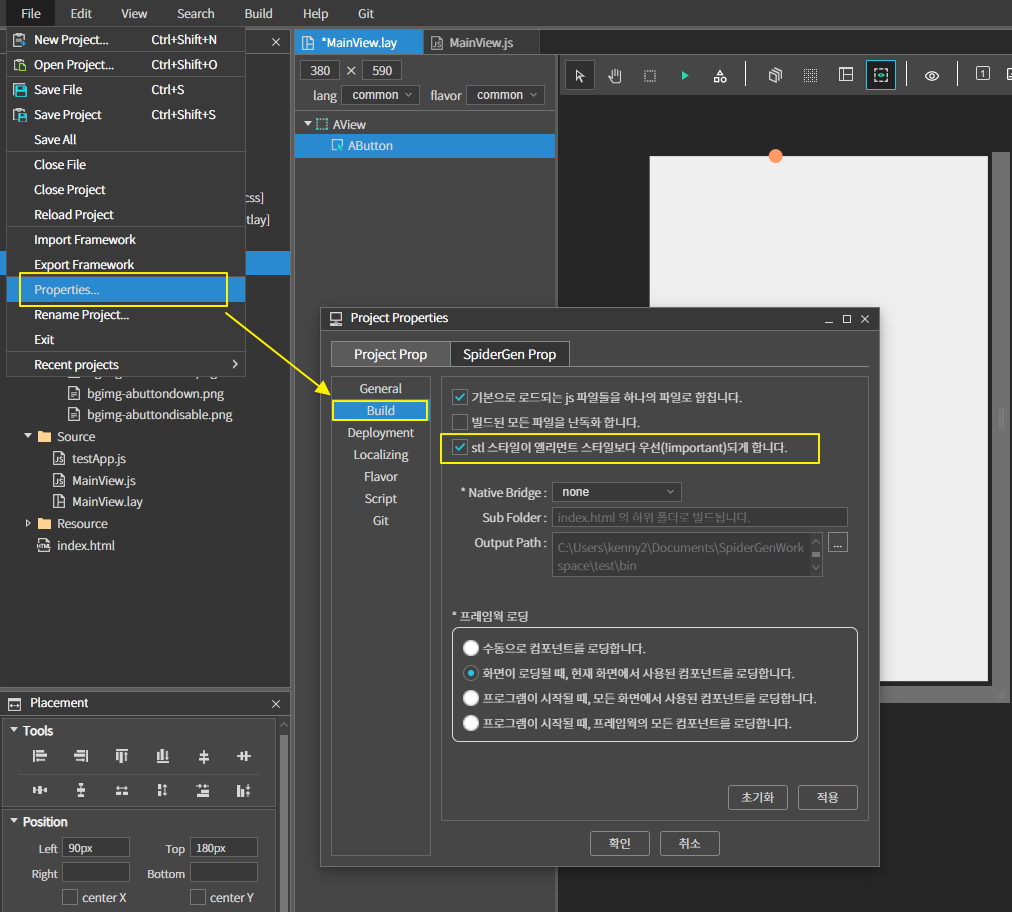 File Edit View Search Build Help Git
New Project... Ctrl+Shift+N
Open Project... Ctrl+Shift+O
Save File Ctrl+S
Save Project Ctrl+Shift+S
Save All
Close File
Close Project
Reload Project
Import Framework
Export Framework
Properties...
Rename Project...
Exit
Recent projects
css]
tlay]
bgimg-abuttondown.png
bgimg-abuttondisable.png
Source
testApp.js
MainView.js
MainView.lay
Resource
index.html
*MainView.lay MainView.js
380 × 590
lang common flavor common
AView
AButton
1
Project Properties
Project Prop SpiderGen Prop
General
Build
Deployment
Localizing
Flavor
Script
Git
기본으로 로드되는 js 파일들을 하나의 파일로 합칩니다.
빌드된 모든 파일을 난독화 합니다.
stl 스타일이 엘리먼트 스타일보다 우선(!important)되게 합니다.
* Native Bridge : none
Sub Folder : index.html 의 하위 폴더로 빌드됩니다.
Output Path : C:\Users\kenny2\Documents\SpiderGenWork
space\test\bin
...
* 프레임웍 로딩
수동으로 컴포넌트를 로딩합니다.
화면이 로딩될 때, 현재 화면에서 사용된 컴포넌트를 로딩합니다.
프로그램이 시작될 때, 모든 화면에서 사용된 컴포넌트를 로딩합니다.
프로그램이 시작될 때, 프레임웍의 모든 컴포넌트를 로딩합니다.
초기화 적용
확인 취소
Placement
Tools
Position
Left 90px Top 180px
Right Bottom
center X center Y